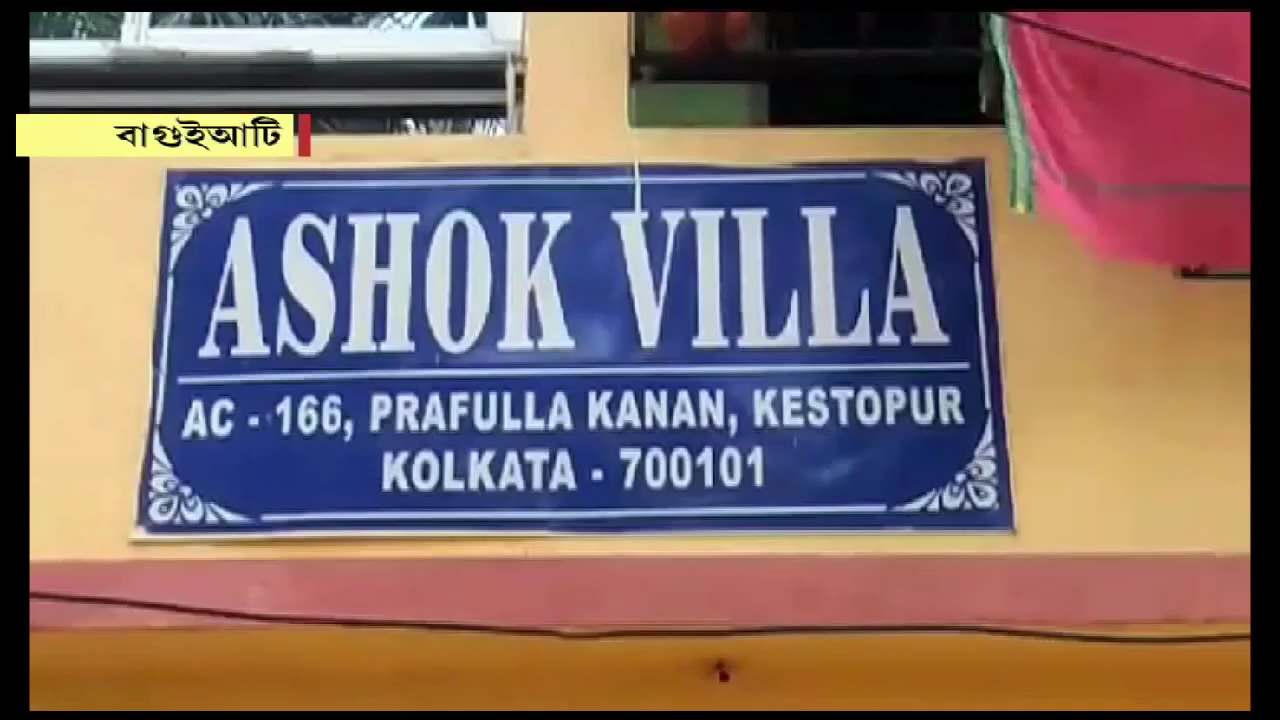 বাগুইআটি
ASHOK VILLA
AC - 166, PRAFULLA KANAN, KESTOPUR
KOLKATA - 700101